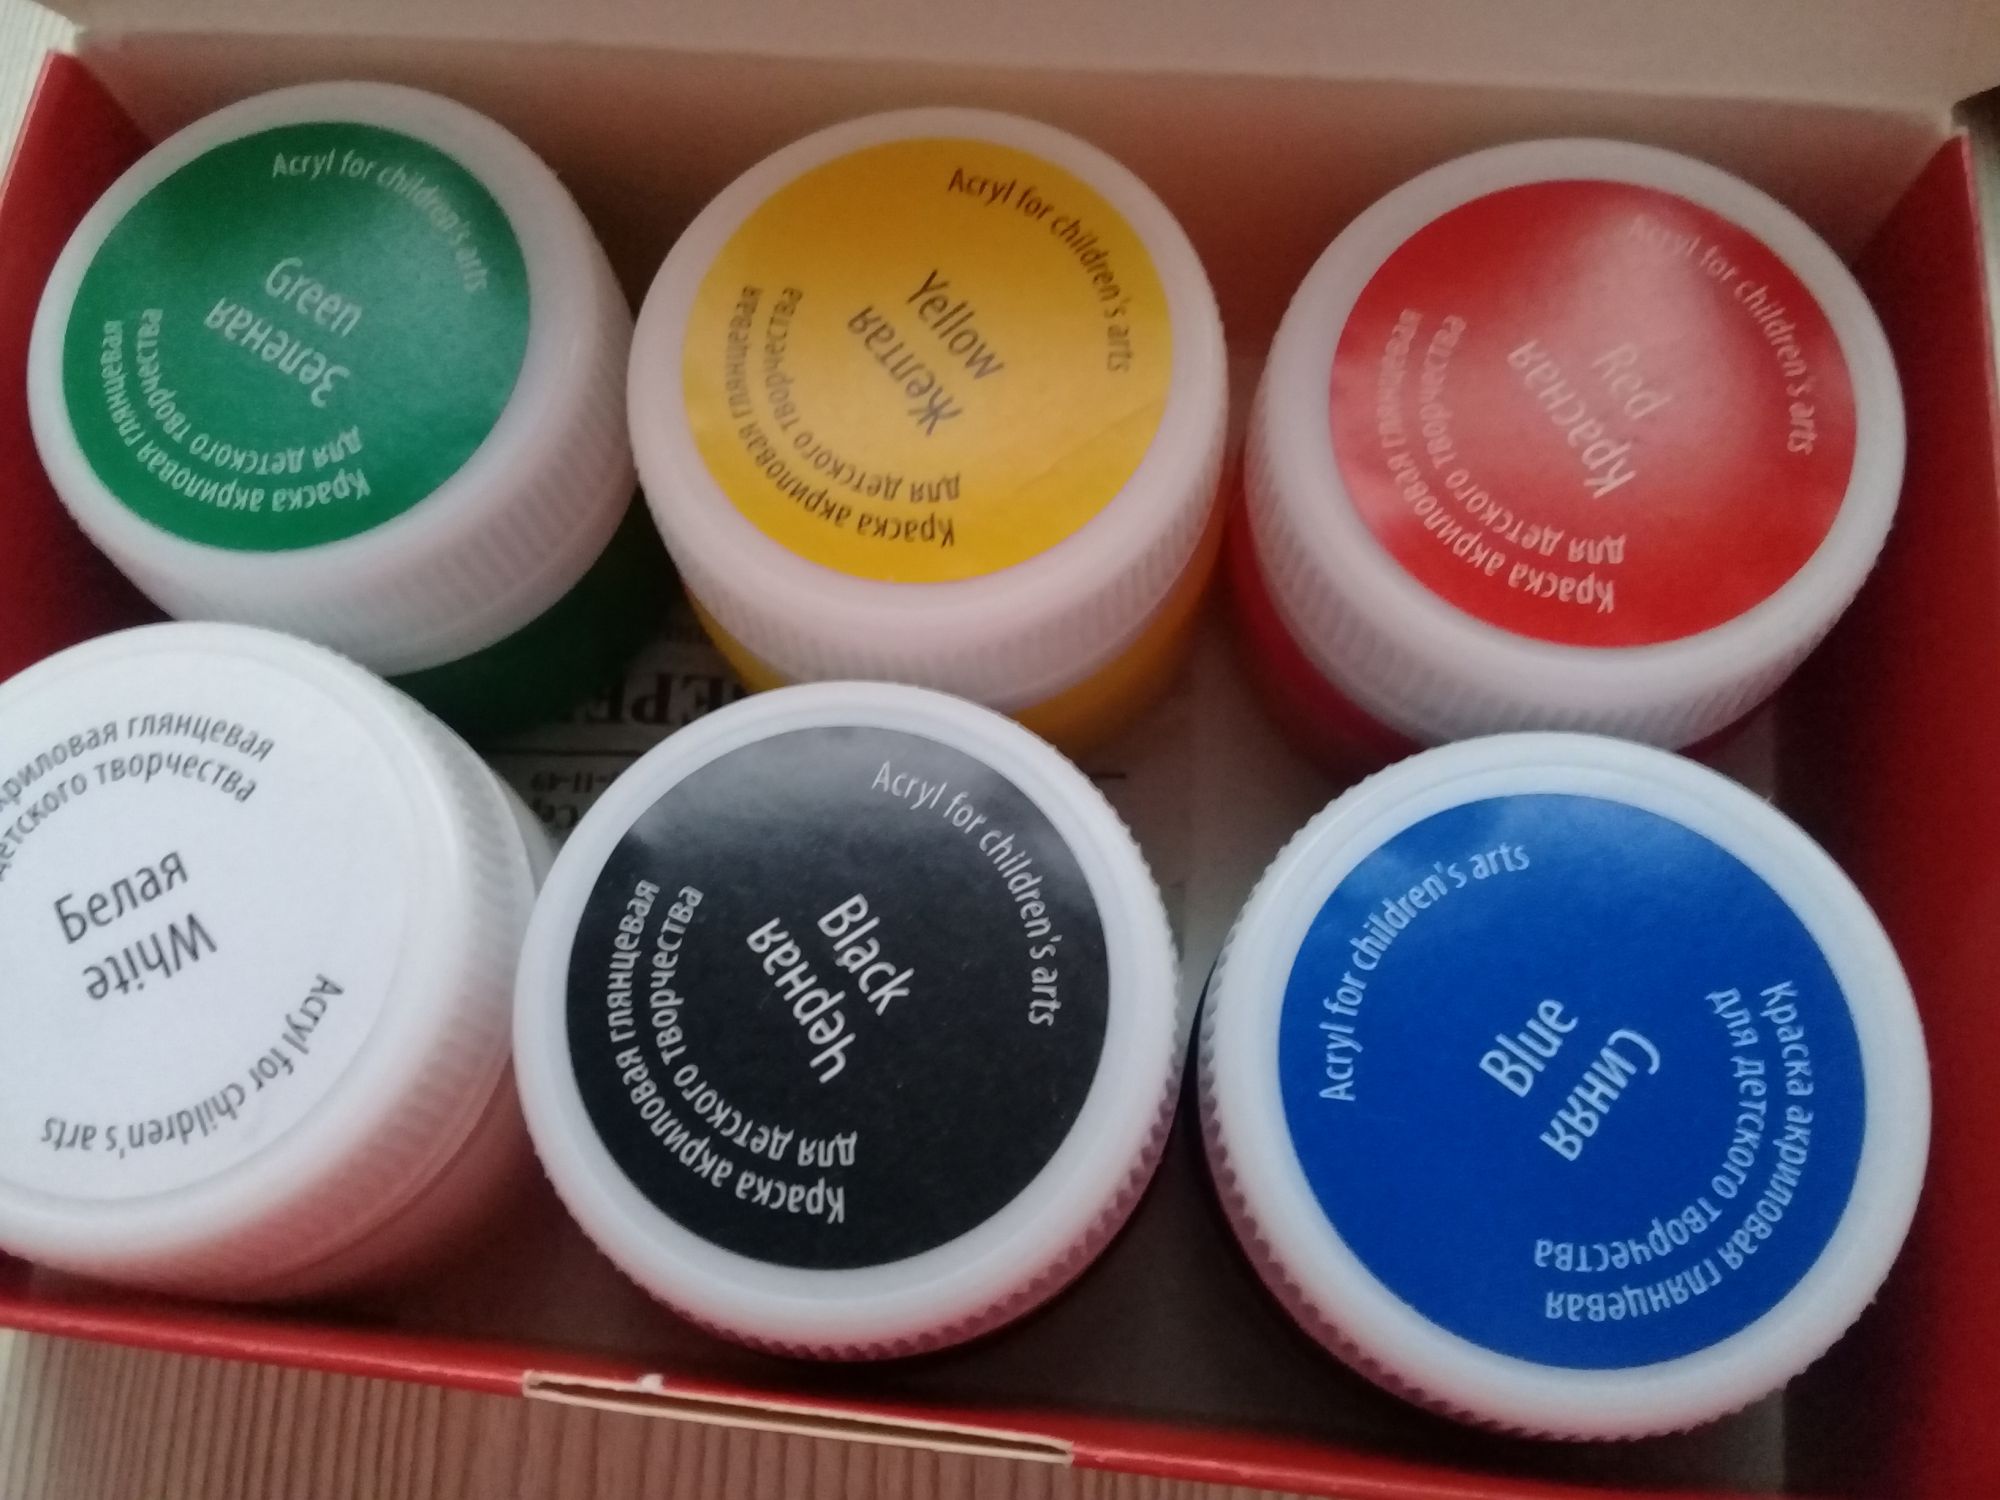 Acryl for children's arts
Green
Зеленая
для детского творчества
Краска акриловая глянцевая
Acryl for children's arts
Yellow
Желтая
для детского творчества
Краска акриловая глянцевая
Acryl for children's arts
Red
Красная
для детского творчества
Краска акриловая глянцевая
глянцевая
детского творчества
Белая
White
Acryl for children's arts
Acryl for children's arts
Black
Черная
для детского творчества
Краска акриловая глянцевая
Acryl for children's arts
Blue
Синяя
для детского творчества
Краска акриловая глянцевая